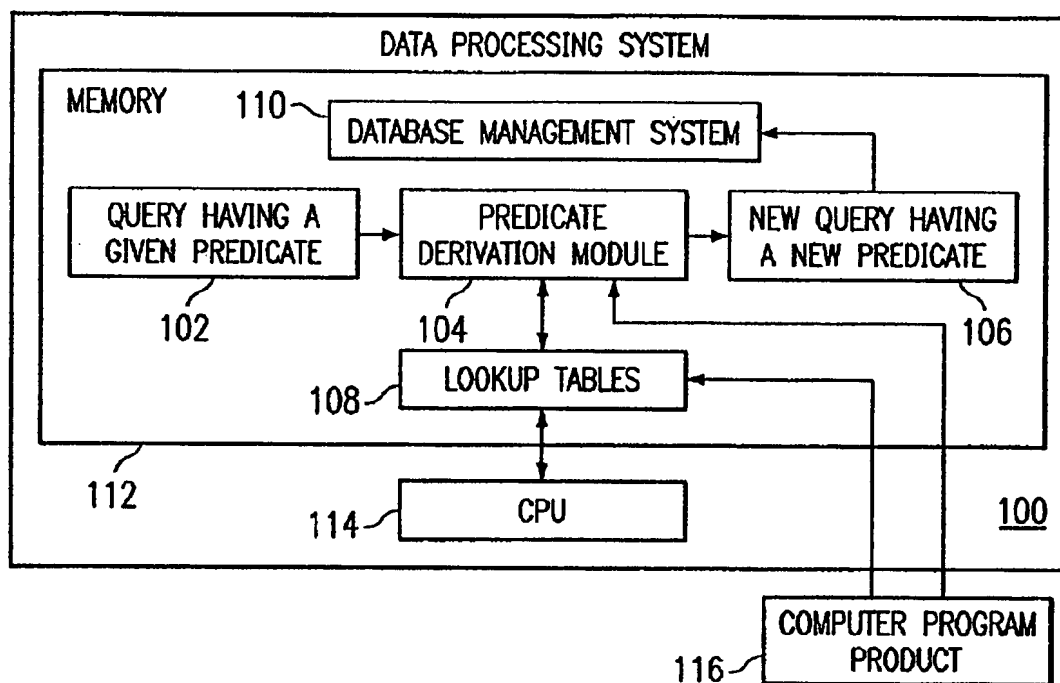 DATA PROCESSING SYSTEM
MEMORY
110
DATABASE MANAGEMENT SYSTEM
QUERY HAVING A
GIVEN PREDICATE
PREDICATE
DERIVATION MODULE
NEW QUERY HAVING
A NEW PREDICATE
102
104
106
108
LOOKUP TABLES
112
114
CPU
100
COMPUTER PROGRAM
PRODUCT
116